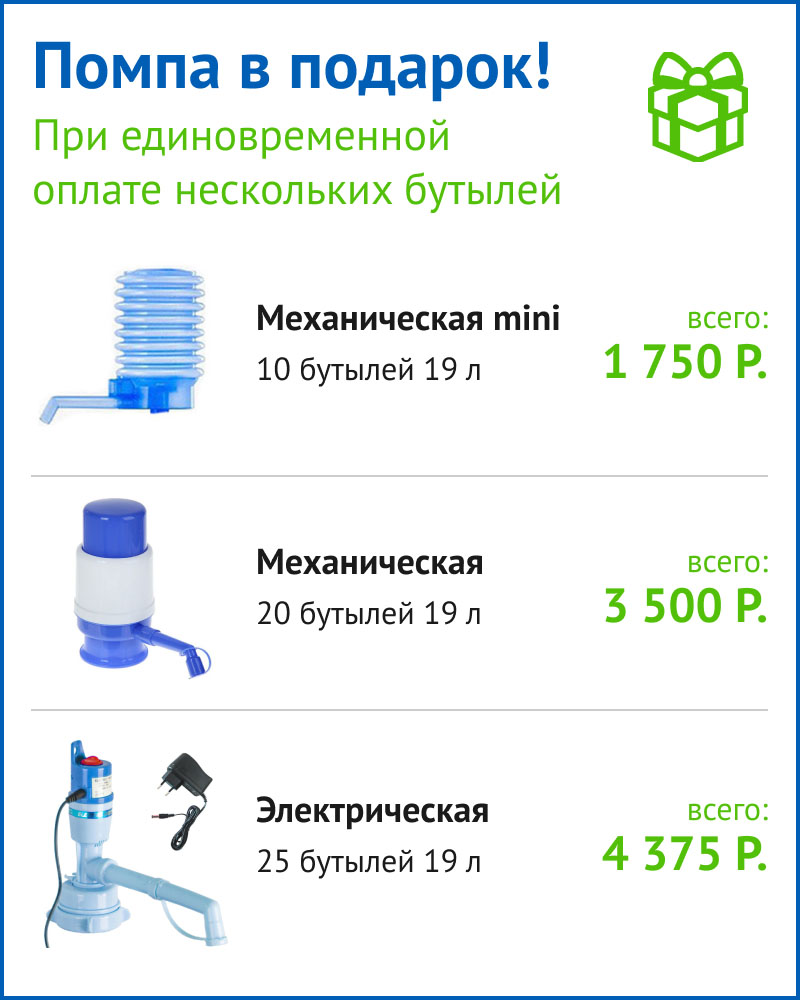 Помпа в подарок!
При единовременной
оплате нескольких бутылей
Механическая mini
10 бутылей 19 л
всего:
1 750 Р.
Механическая
20 бутылей 19 л
всего:
3 500 Р.
Электрическая
25 бутылей 19 л
всего:
4 375 Р.